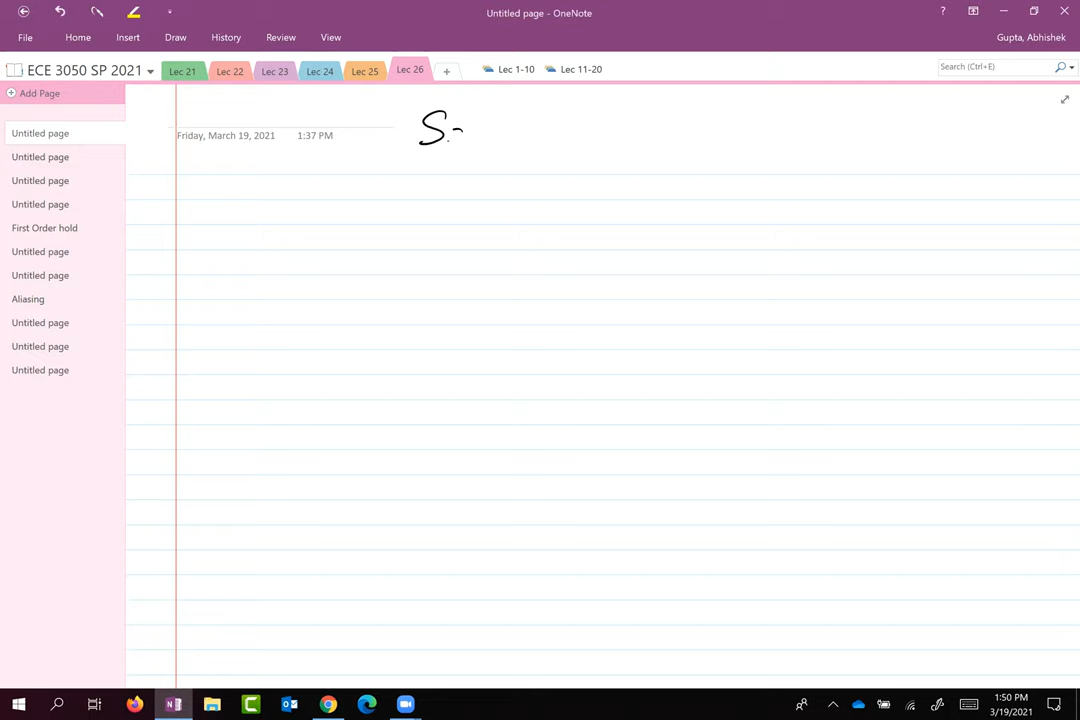 Untitled page - OneNote
?
File Home Insert Draw History Review View
Gupta, Abhishek
ECE 3050 SP 2021
Lec 21 Lec 22 Lec 23 Lec 24 Lec 25 Lec 26 + Lec 1-10 Lec 11-20
Search (Ctrl+E)
Add Page
Friday, March 19, 2021 1:37 PM
S
Untitled page
Untitled page
Untitled page
Untitled page
First Order hold
Untitled page
Untitled page
Aliasing
Untitled page
Untitled page
Untitled page
1:50 PM
3/19/2021